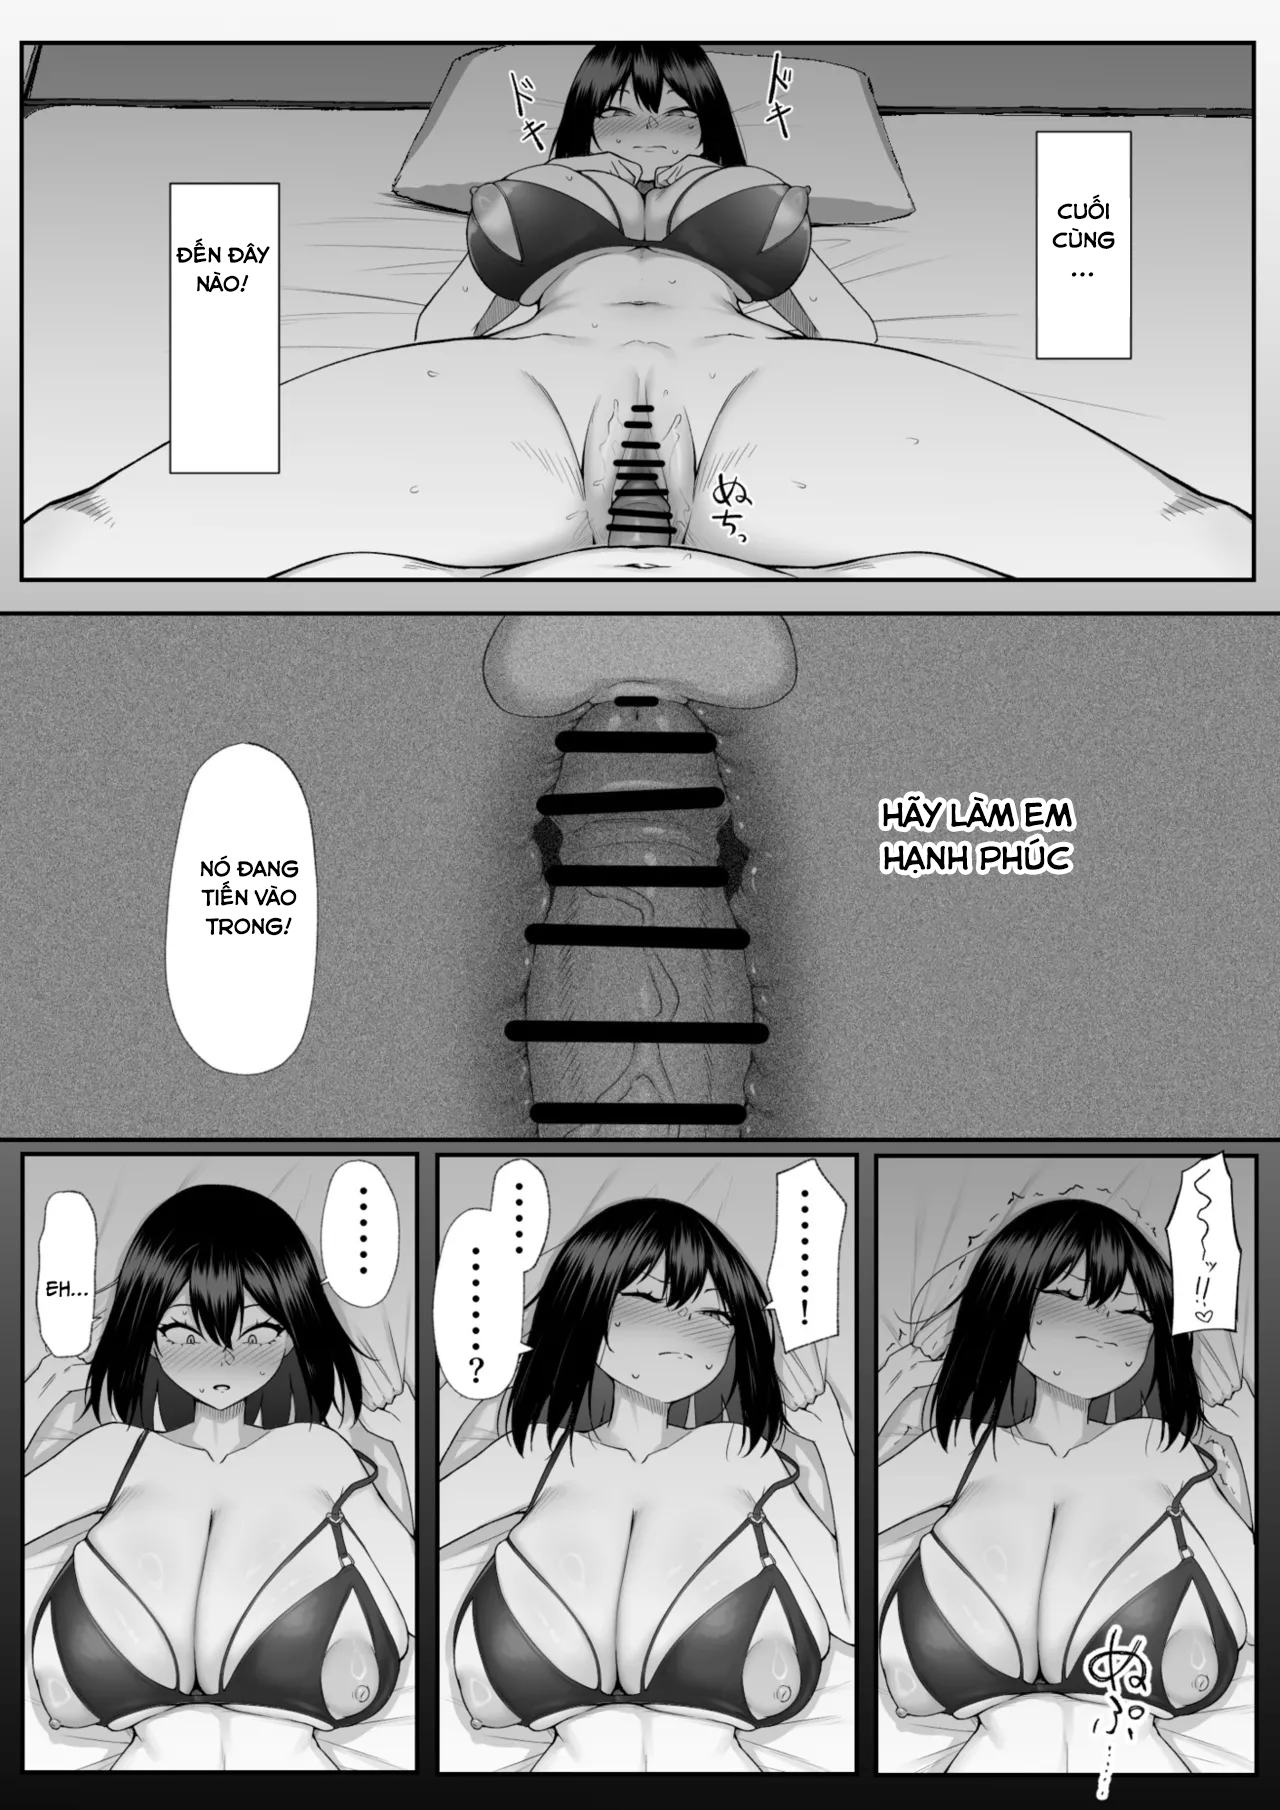 CUỐI
CÙNG
...
ドキ
ドキ
ĐẾN ĐÂY
NÀO!
ぬちっ
HÃY LÀM EM
HẠNH PHÚC
NÓ ĐANG
TIẾN VÀO
TRONG!
～～ッ!!♡
ぬぷ……
………!
……
………?
………
EH...